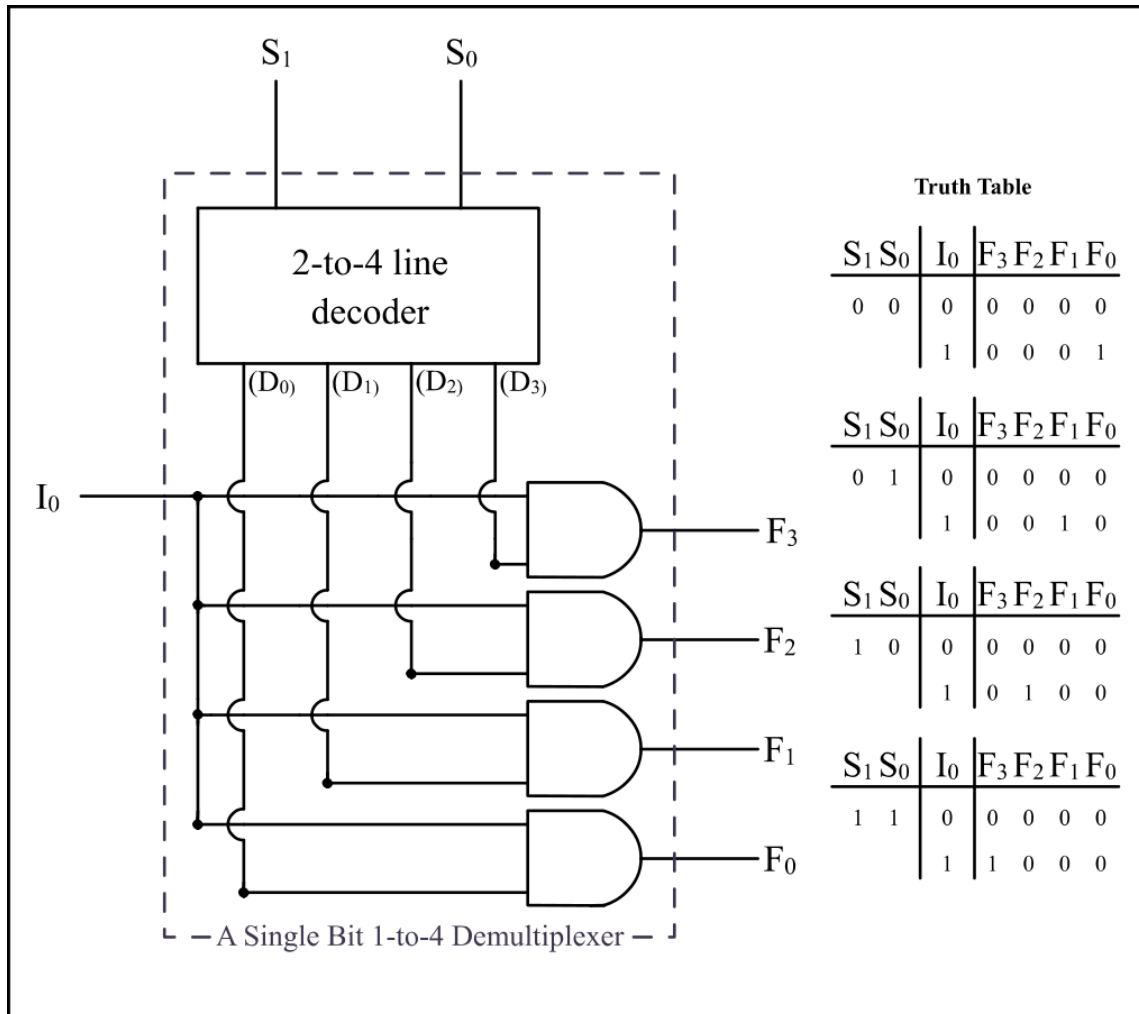 S₁ S₀
2-to-4 line
decoder
(D₀) (D₁) (D₂) (D₃)
I₀
F₃
F₂
F₁
F₀
A Single Bit 1-to-4 Demultiplexer
Truth Table
S₁ S₀ I₀ F₃ F₂ F₁ F₀
0 0 0 0 0 0 0
1 0 0 0 1
S₁ S₀ I₀ F₃ F₂ F₁ F₀
0 1 0 0 0 0 0
1 0 0 1 0
S₁ S₀ I₀ F₃ F₂ F₁ F₀
1 0 0 0 0 0 0
1 0 1 0 0
S₁ S₀ I₀ F₃ F₂ F₁ F₀
1 1 0 0 0 0 0
1 1 0 0 0